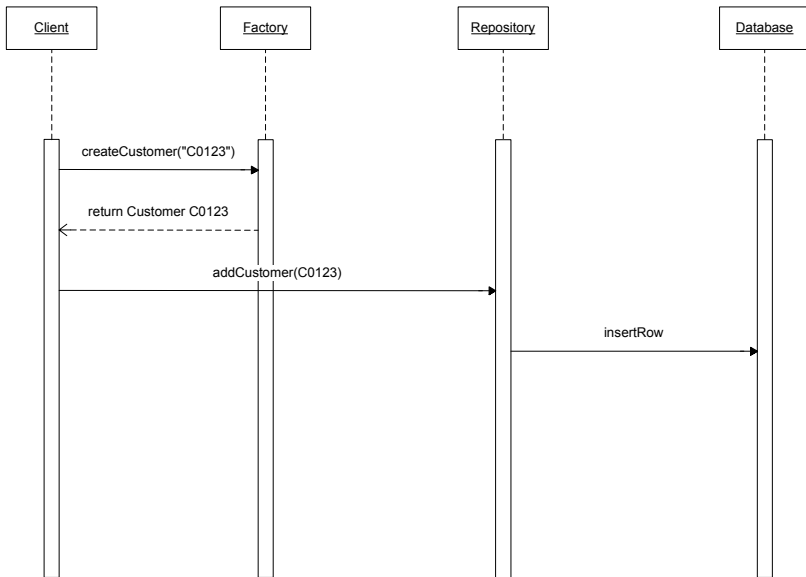 Client
Factory
Repository
Database
createCustomer("C0123")
return Customer C0123
addCustomer(C0123)
insertRow